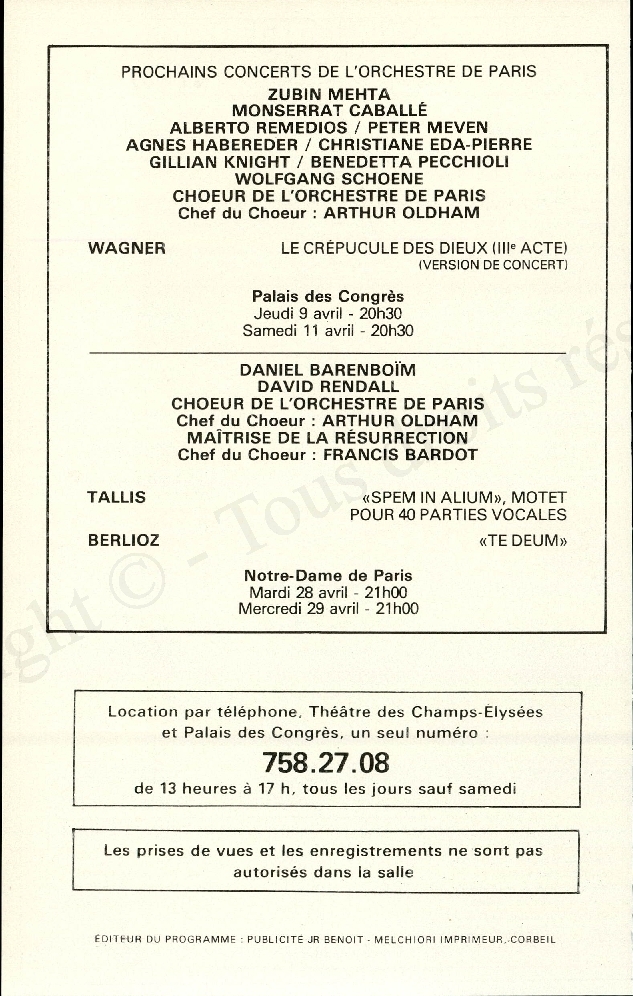 PROCHAINS CONCERTS DE L'ORCHESTRE DE PARIS
ZUBIN MEHTA
MONSERRAT CABALLÉ
ALBERTO REMEDIOS / PETER MEVEN
AGNES HABEREDER / CHRISTIANE EDA-PIERRE
GILLIAN KNIGHT / BENEDETTA PECCHIOLI
WOLFGANG SCHOENE
CHOEUR DE L'ORCHESTRE DE PARIS
Chef du Choeur : ARTHUR OLDHAM
WAGNER LE CRÉPUCULE DES DIEUX (IIIe ACTE)
(VERSION DE CONCERT)
Palais des Congrès
Jeudi 9 avril - 20h30
Samedi 11 avril - 20h30
DANIEL BARENBOÏM
DAVID RENDALL
CHOEUR DE L'ORCHESTRE DE PARIS
Chef du Choeur : ARTHUR OLDHAM
MAÎTRISE DE LA RÉSURRECTION
Chef du Choeur : FRANCIS BARDOT
TALLIS «SPEM IN ALIUM», MOTET
POUR 40 PARTIES VOCALES
BERLIOZ «TE DEUM»
Notre-Dame de Paris
Mardi 28 avril - 21h00
Mercredi 29 avril - 21h00
Location par téléphone, Théâtre des Champs-Élysées
et Palais des Congrès, un seul numéro :
758.27.08
de 13 heures à 17 h, tous les jours sauf samedi
Les prises de vues et les enregistrements ne sont pas
autorisés dans la salle
ÉDITEUR DU PROGRAMME : PUBLICITÉ JR BENOIT - MELCHIORI IMPRIMEUR,-CORBEIL
ght © - Tous droits rés